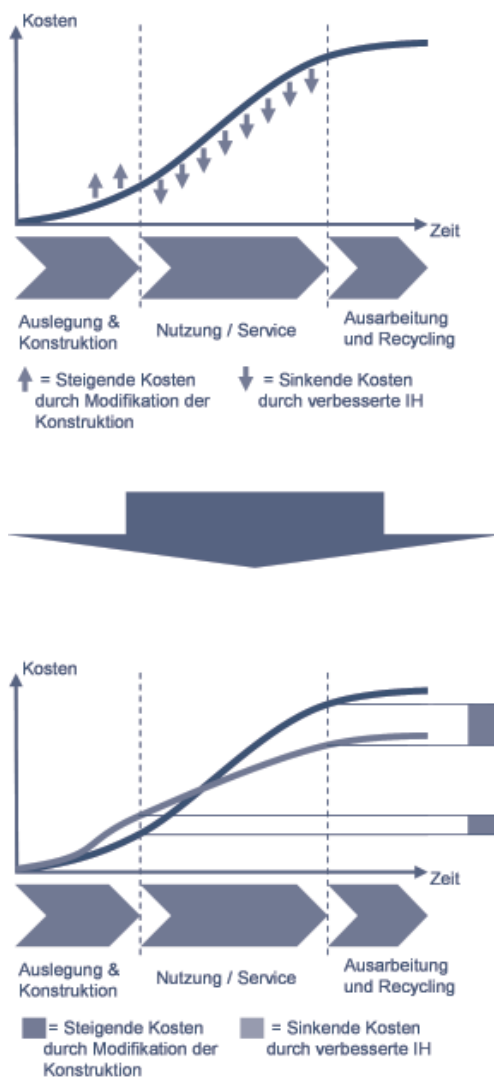 Kosten
Zeit
Auslegung &
Konstruktion
Nutzung / Service
Ausarbeitung
und Recycling
= Steigende Kosten
durch Modifikation der
Konstruktion
= Sinkende Kosten
durch verbesserte IH
Kosten
Zeit
Auslegung &
Konstruktion
Nutzung / Service
Ausarbeitung
und Recycling
= Steigende Kosten
durch Modifikation der
Konstruktion
= Sinkende Kosten
durch verbesserte IH